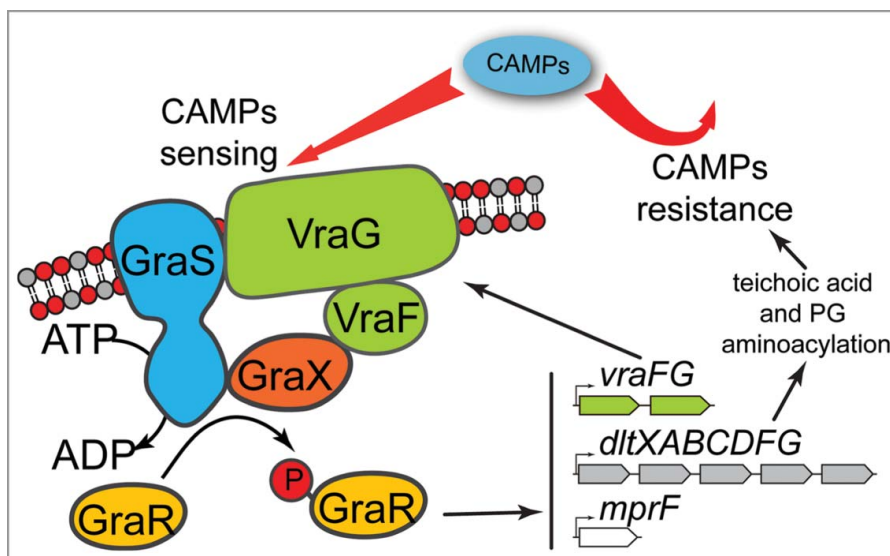 CAMPs
CAMPs
sensing
CAMPs
resistance
GraS
VraG
VraF
GraX
ATP
ADP
GraR
P
GraR
teichoic acid
and PG
aminoacylation
vraFG
dltXABCDFG
mprF